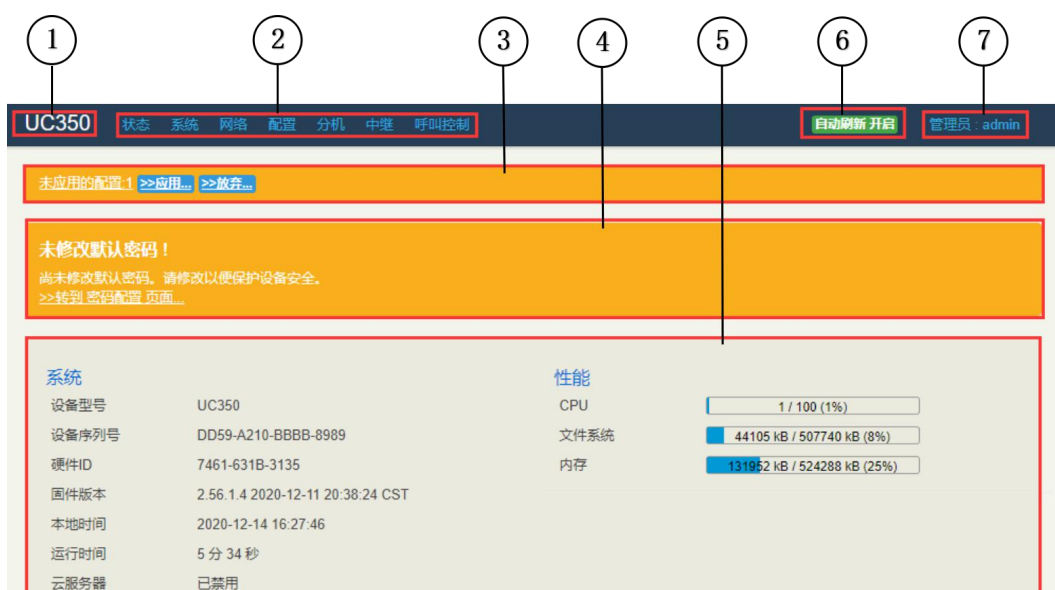 1 2 3 4 5 6 7
UC350 状态 系统 网络 配置 分机 中继 呼叫控制 自动刷新 开启 管理员 : admin
未应用的配置:1 >>应用... >>放弃...
未修改默认密码！
尚未修改默认密码。请修改以便保护设备安全。
>>转到 密码配置 页面...
系统 性能
设备型号 UC350 CPU 1 / 100 (1%)
设备序列号 DD59-A210-BBBB-8989 文件系统 44105 kB / 507740 kB (8%)
硬件ID 7461-631B-3135 内存 131952 kB / 524288 kB (25%)
固件版本 2.56.1.4 2020-12-11 20:38:24 CST
本地时间 2020-12-14 16:27:46
运行时间 5 分 34 秒
云服务器 已禁用